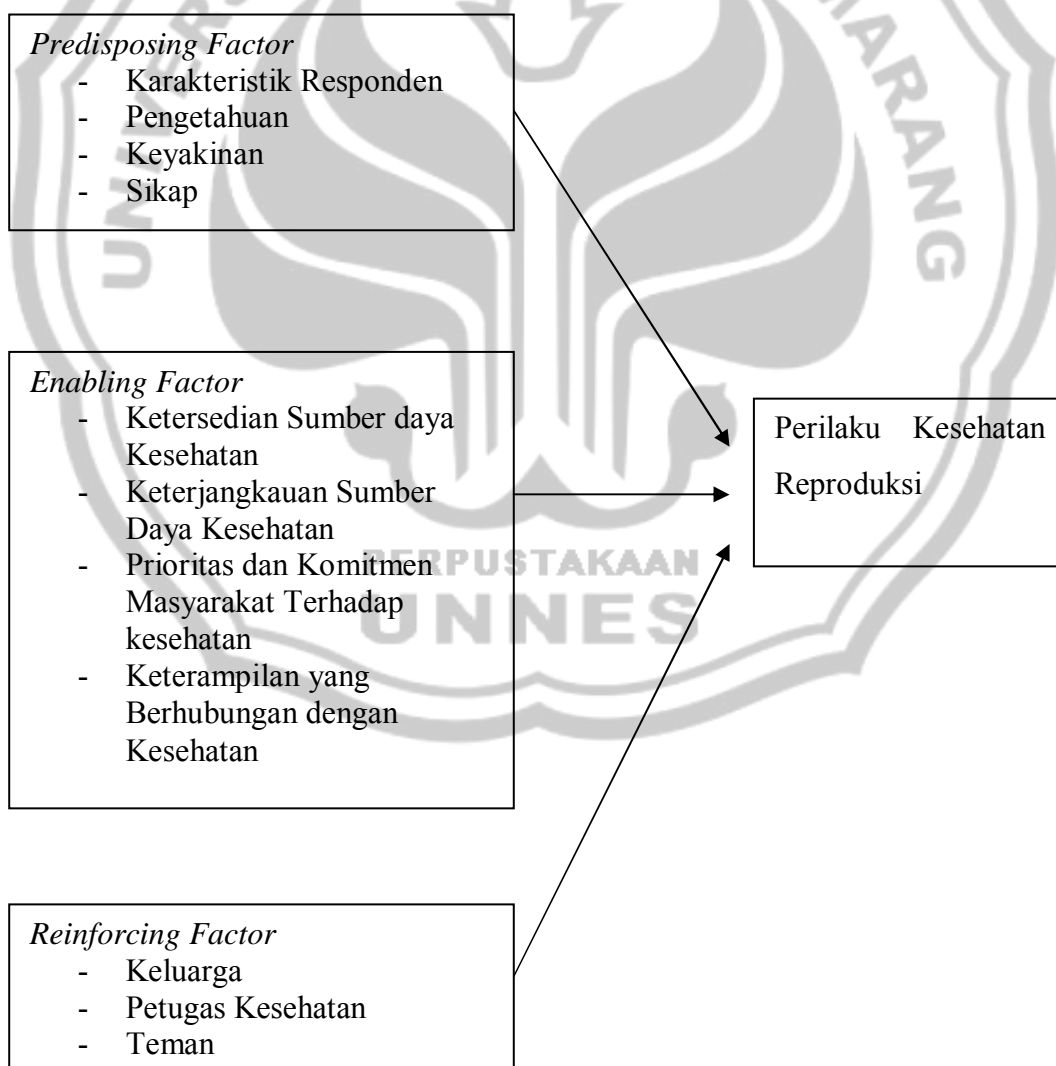 Predisposing Factor
- Karakteristik Responden
- Pengetahuan
- Keyakinan
- Sikap
Enabling Factor
- Ketersedian Sumber daya
Kesehatan
- Keterjangkauan Sumber
Daya Kesehatan
- Prioritas dan Komitmen
Masyarakat Terhadap
kesehatan
- Keterampilan yang
Berhubungan dengan
Kesehatan
Perilaku Kesehatan
Reproduksi
Reinforcing Factor
- Keluarga
- Petugas Kesehatan
- Teman
PERPUSTAKAAN
UNNES